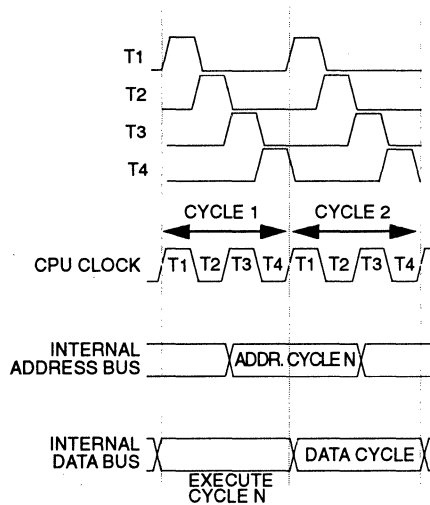 T1
T2
T3
T4
CYCLE 1
CYCLE 2
CPU CLOCK
T1 T2 T3 T4 T1 T2 T3 T4
INTERNAL
ADDRESS BUS
ADDR. CYCLE N
INTERNAL
DATA BUS
DATA CYCLE
EXECUTE
CYCLE N